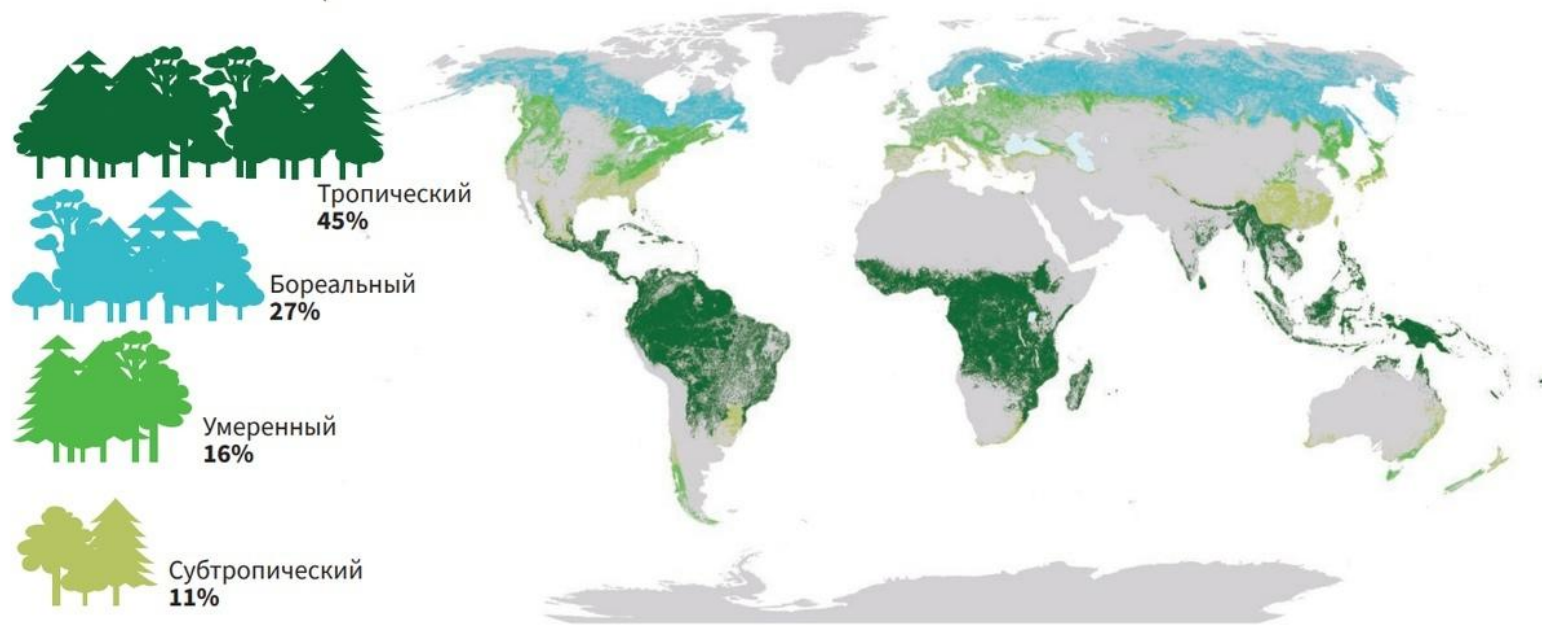 Тропический
45%
Бореальный
27%
Умеренный
16%
Субтропический
11%